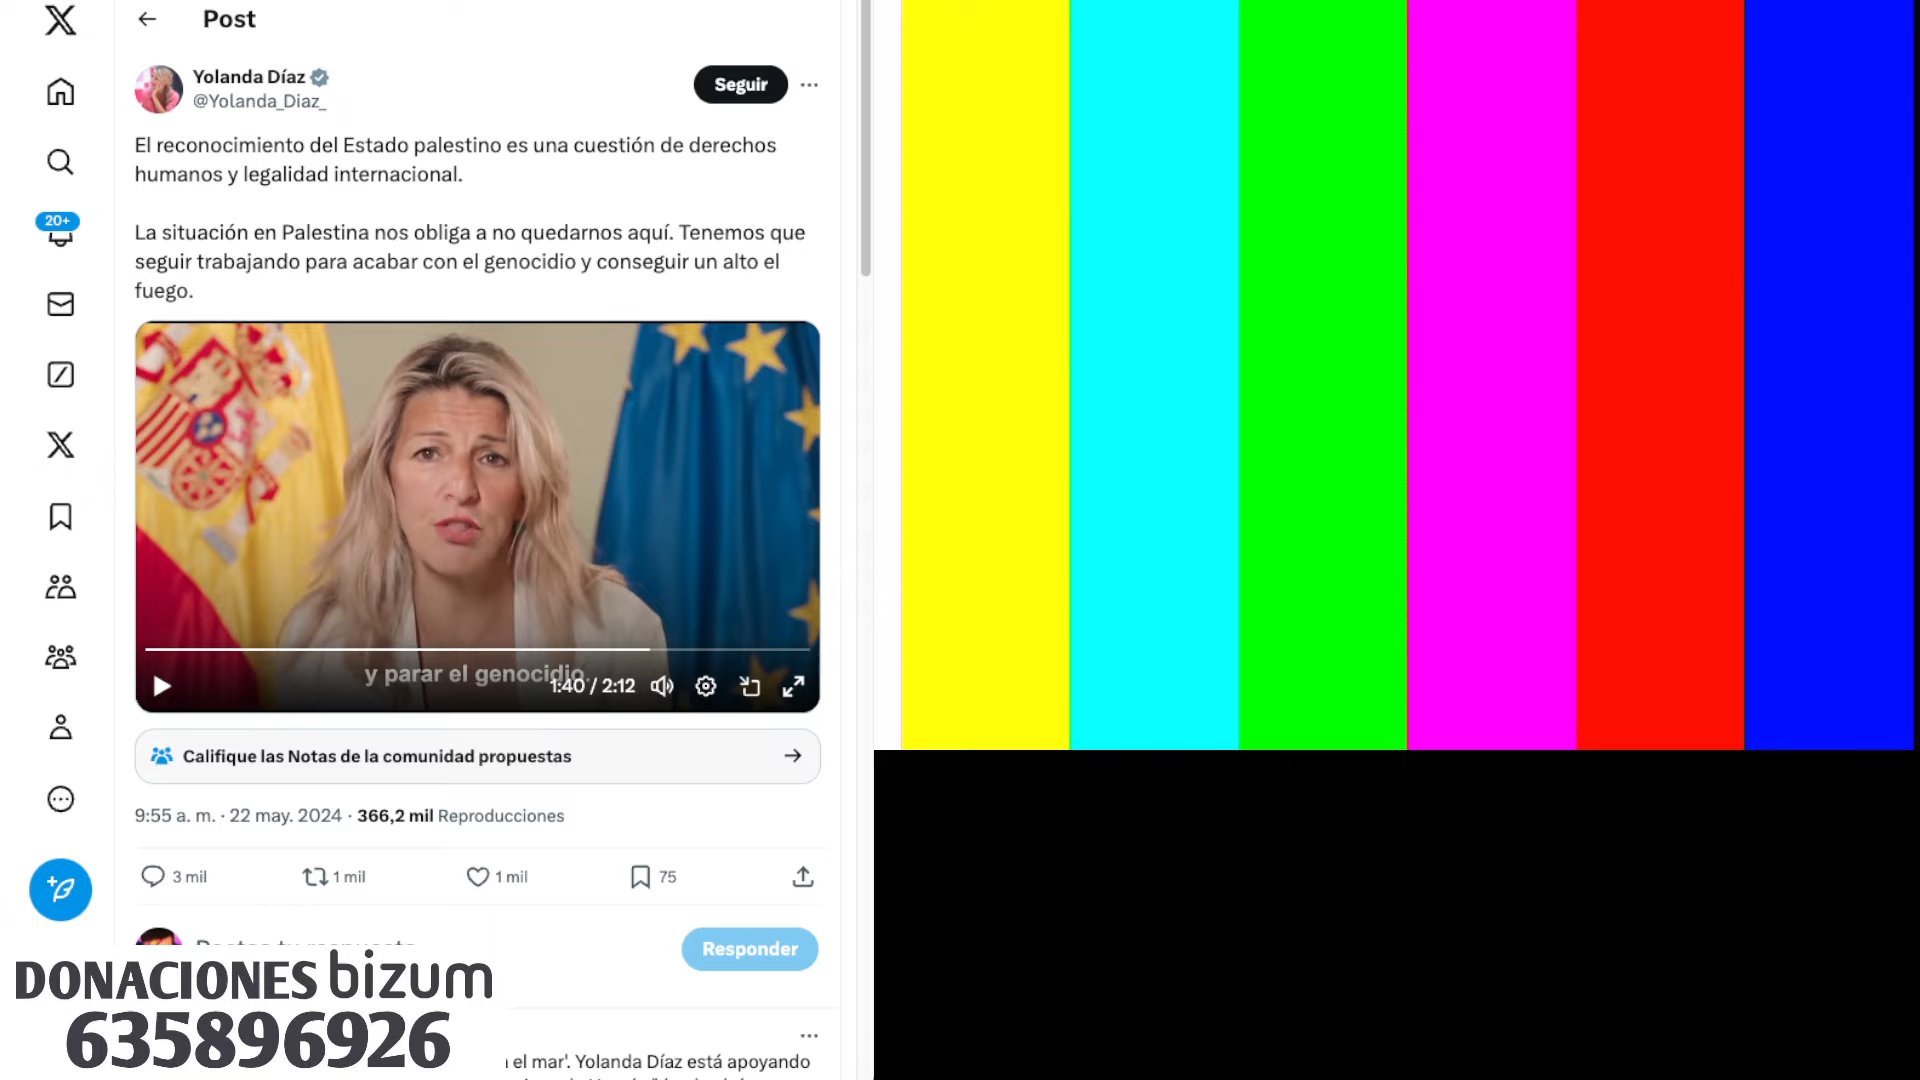 Post
Yolanda Díaz
@Yolanda_Diaz_
Seguir
El reconocimiento del Estado palestino es una cuestión de derechos
humanos y legalidad internacional.
La situación en Palestina nos obliga a no quedarnos aquí. Tenemos que
seguir trabajando para acabar con el genocidio y conseguir un alto el
fuego.
20+
y parar el genocidio.
1:40 / 2:12
Califique las Notas de la comunidad propuestas
9:55 a. m. · 22 may. 2024 · 366,2 mil Reproducciones
3 mil
1 mil
1 mil
75
Responder
DONACIONES bizum
635896926
el mar'. Yolanda Díaz está apoyando